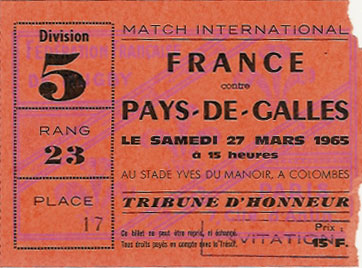 Division
5
RANG
23
PLACE
17
MATCH INTERNATIONAL
FRANCE
contre
PAYS-DE-GALLES
LE SAMEDI 27 MARS 1965
à 15 heures
AU STADE YVES DU MANOIR, A COLOMBES
TRIBUNE D'HONNEUR
Ce billet ne peut être repris, ni échangé.
Tous droits payés en compte avec le Trésor.
Prix :
15 F.
INVITATION